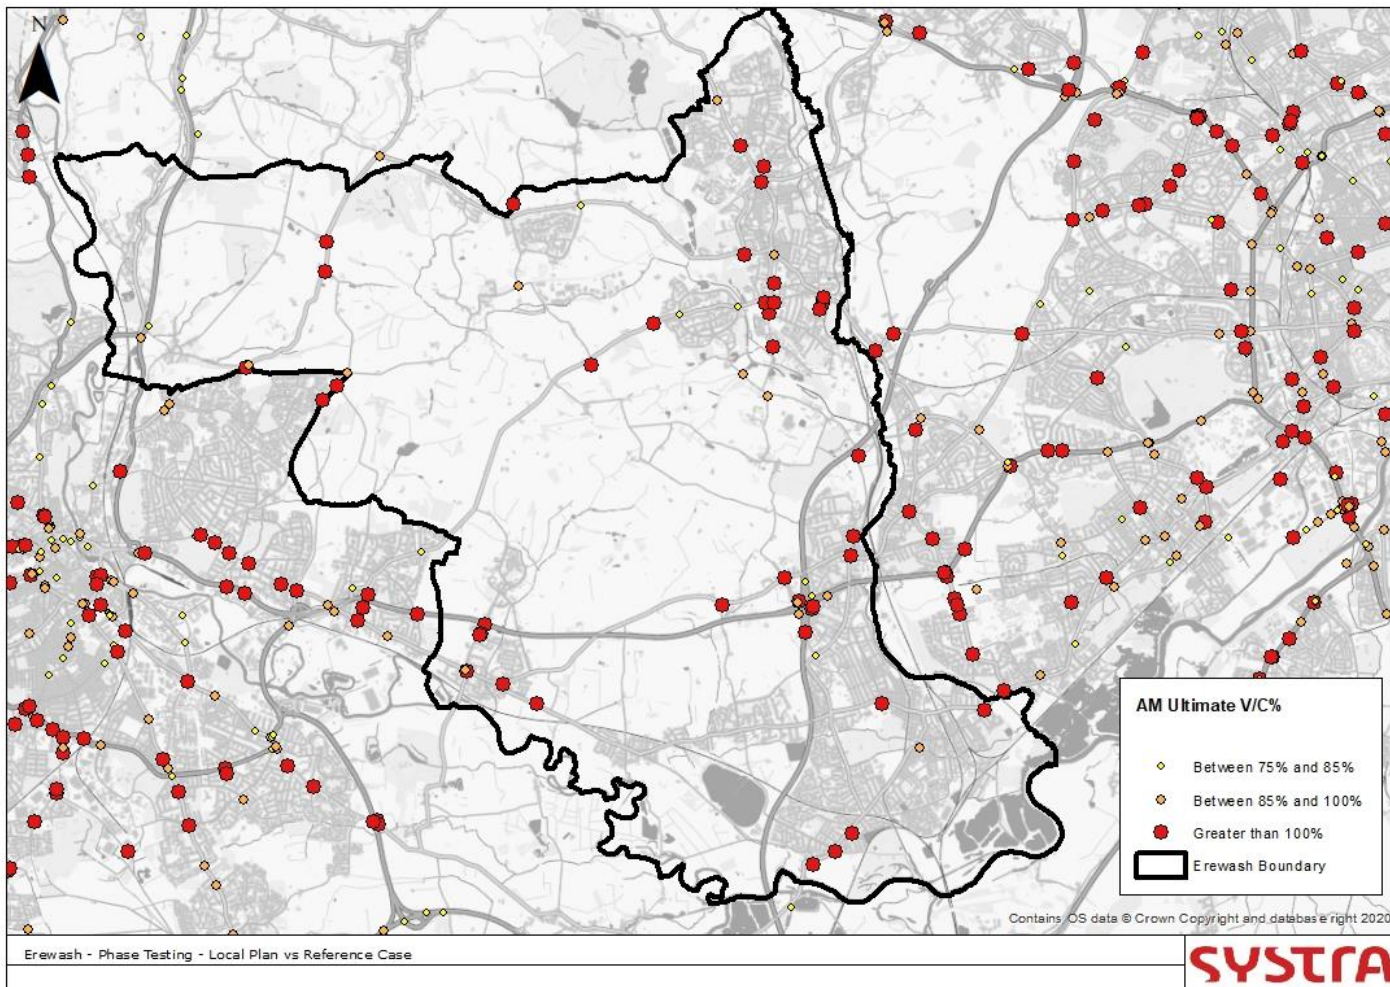 N
AM Ultimate V/C%
Between 75% and 85%
Between 85% and 100%
Greater than 100%
Erewash Boundary
Contains OS data © Crown Copyright and database right 2020
Erewash - Phase Testing - Local Plan vs Reference Case
SYSTRA